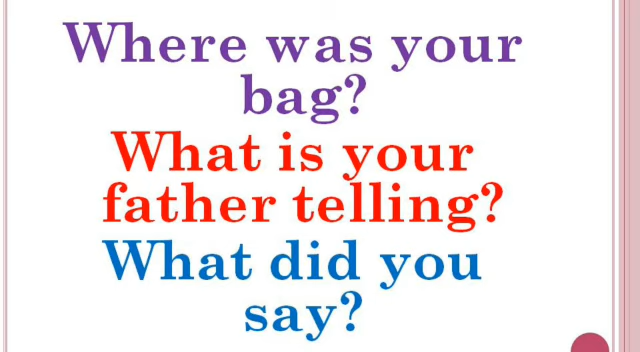 Where was your
bag?
What is your
father telling?
What did you
say?